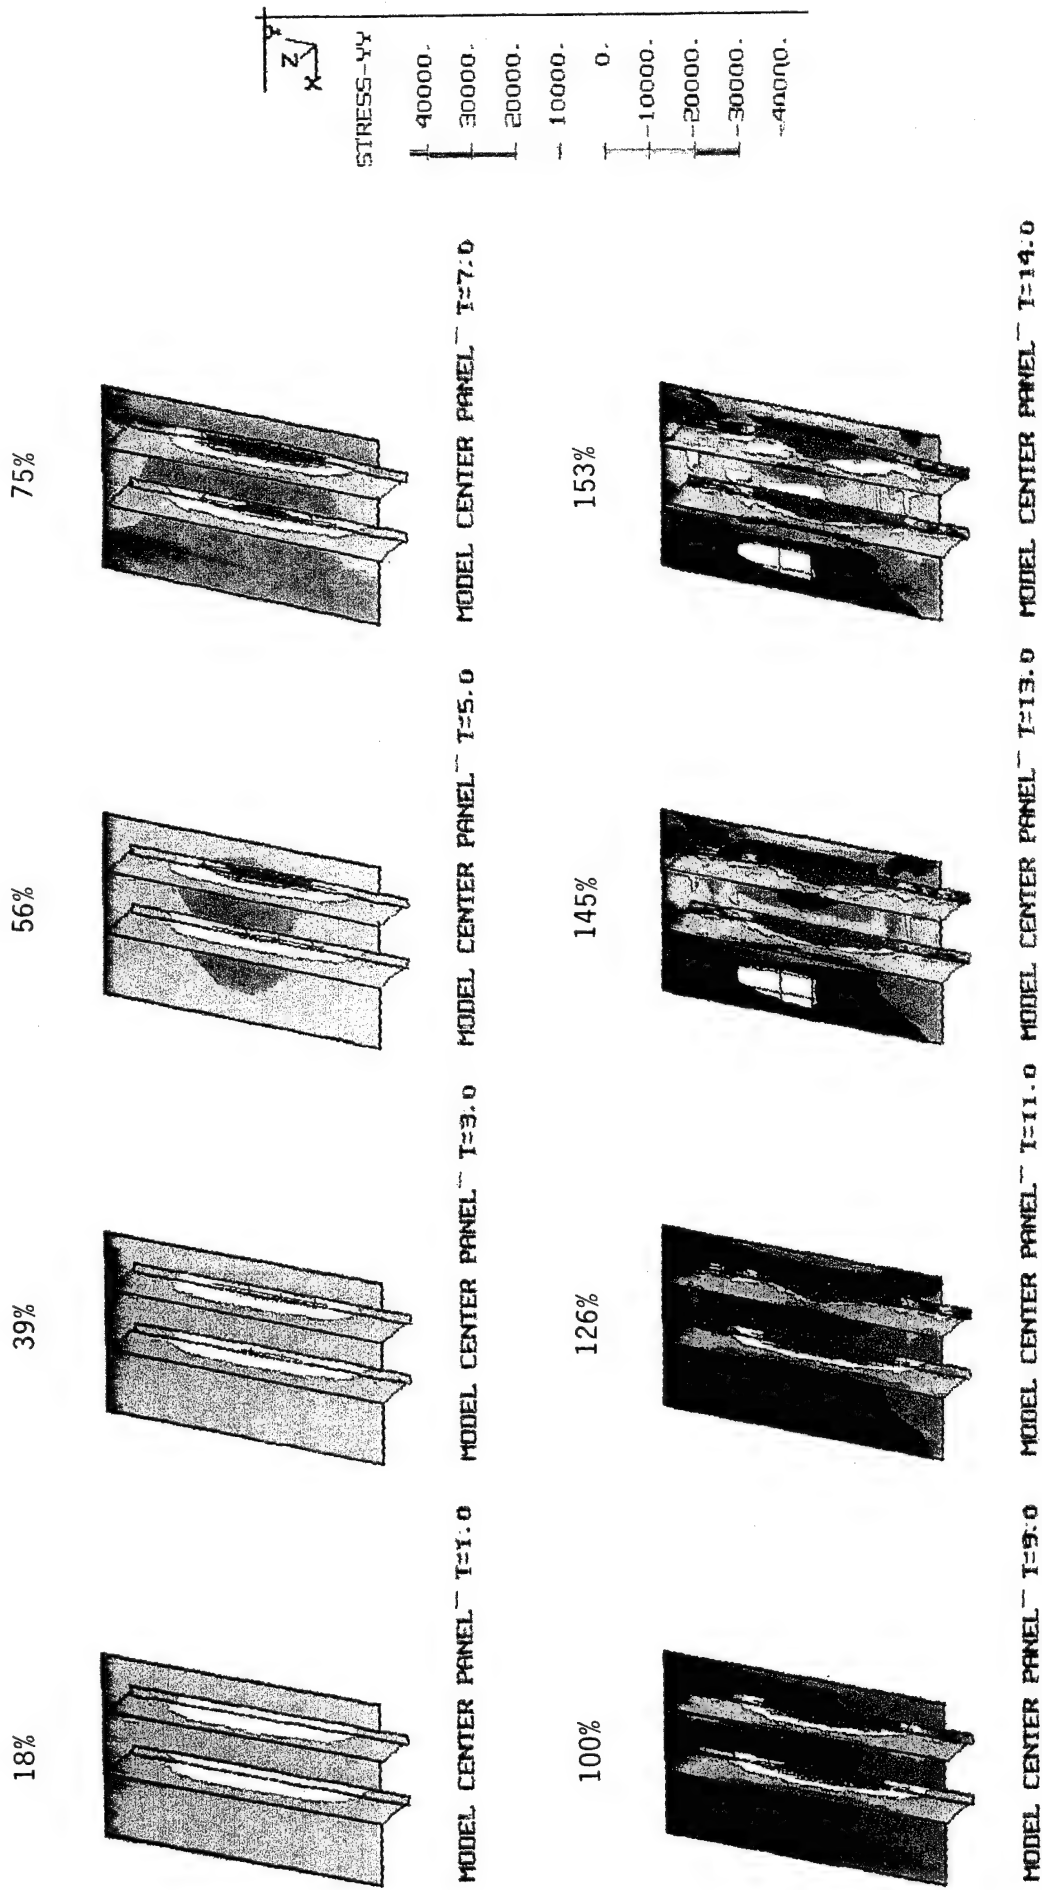 18%
39%
56%
75%
MODEL CENTER PANEL T=1.0
MODEL CENTER PANEL T=3.0
MODEL CENTER PANEL T=5.0
MODEL CENTER PANEL T=7.0
100%
126%
145%
153%
MODEL CENTER PANEL T=9.0
MODEL CENTER PANEL T=11.0
MODEL CENTER PANEL T=13.0
MODEL CENTER PANEL T=14.0
Z
X
STRESS-YY
40000.
30000.
20000.
10000.
0.
-10000.
-20000.
-30000.
-40000.